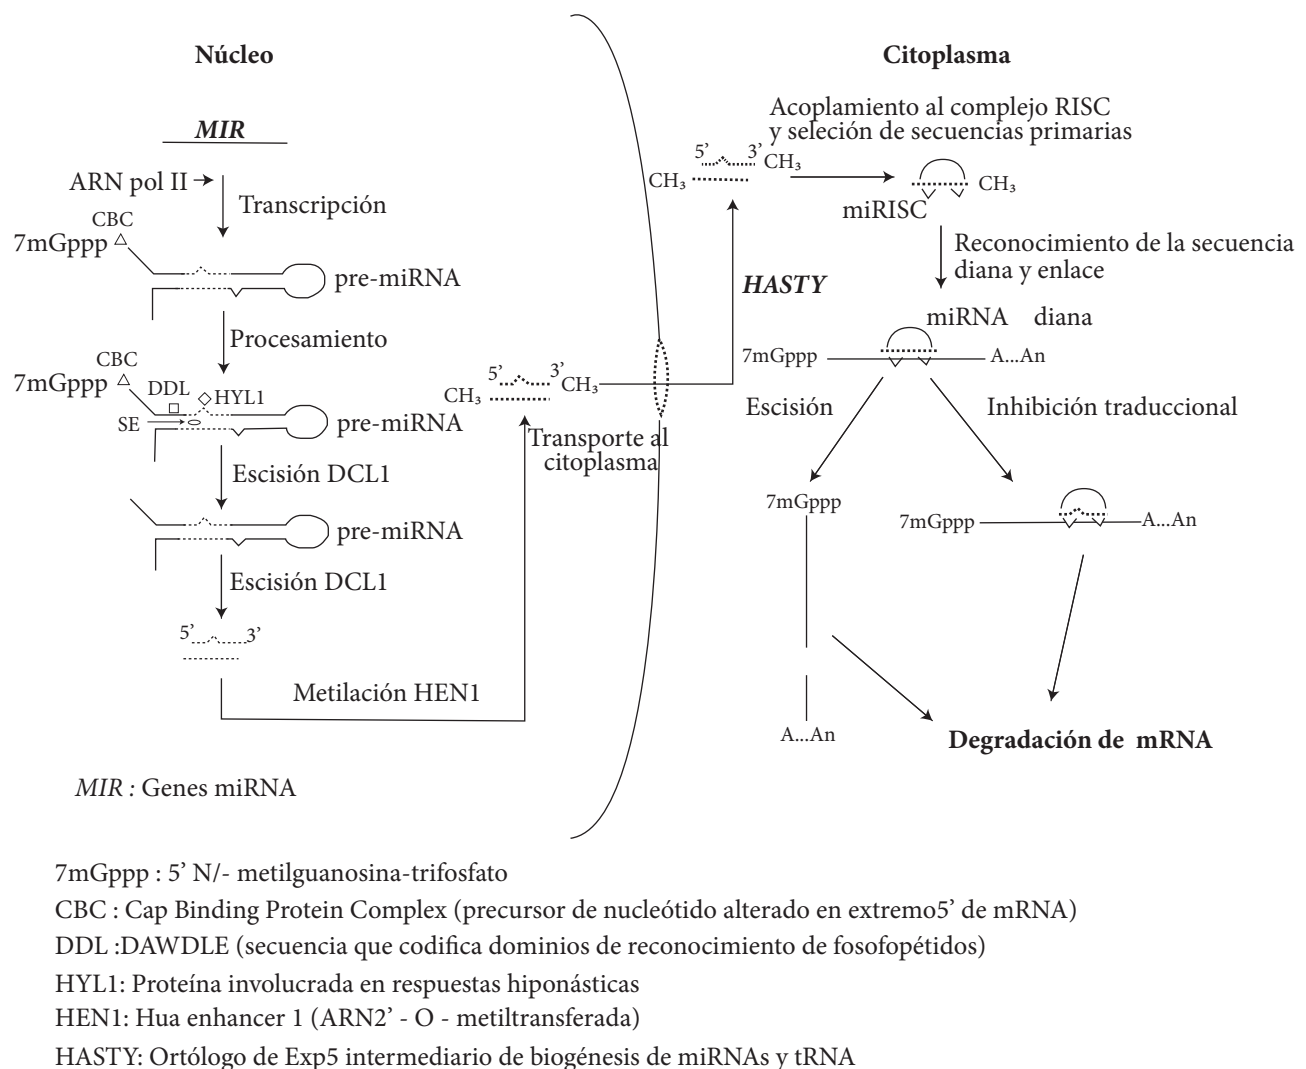 Núcleo
MIR
ARN pol II
Transcripción
CBC
7mGppp
pre-miRNA
Procesamiento
CBC
7mGppp
DDL
HYL1
SE
pre-miRNA
Escisión DCL1
pre-miRNA
Escisión DCL1
5’ 3’
Metilación HEN1
5’ 3’
CH₃ CH₃
Transporte al
citoplasma
HASTY
Citoplasma
Acoplamiento al complejo RISC
y seleción de secuencias primarias
5’ 3’
CH₃ CH₃
miRISC
CH₃
Reconocimiento de la secuencia
diana y enlace
miRNA diana
7mGppp A...An
Escisión
Inhibición traduccional
7mGppp
A...An
7mGppp A...An
Degradación de mRNA
MIR : Genes miRNA
7mGppp : 5’ N/- metilguanosina-trifosfato
CBC : Cap Binding Protein Complex (precursor de nucleótido alterado en extremo5’ de mRNA)
DDL :DAWDLE (secuencia que codifica dominios de reconocimiento de fosofopétidos)
HYL1: Proteína involucrada en respuestas hiponásticas
HEN1: Hua enhancer 1 (ARN2’ - O - metiltransferada)
HASTY: Ortólogo de Exp5 intermediario de biogénesis de miRNAs y tRNA